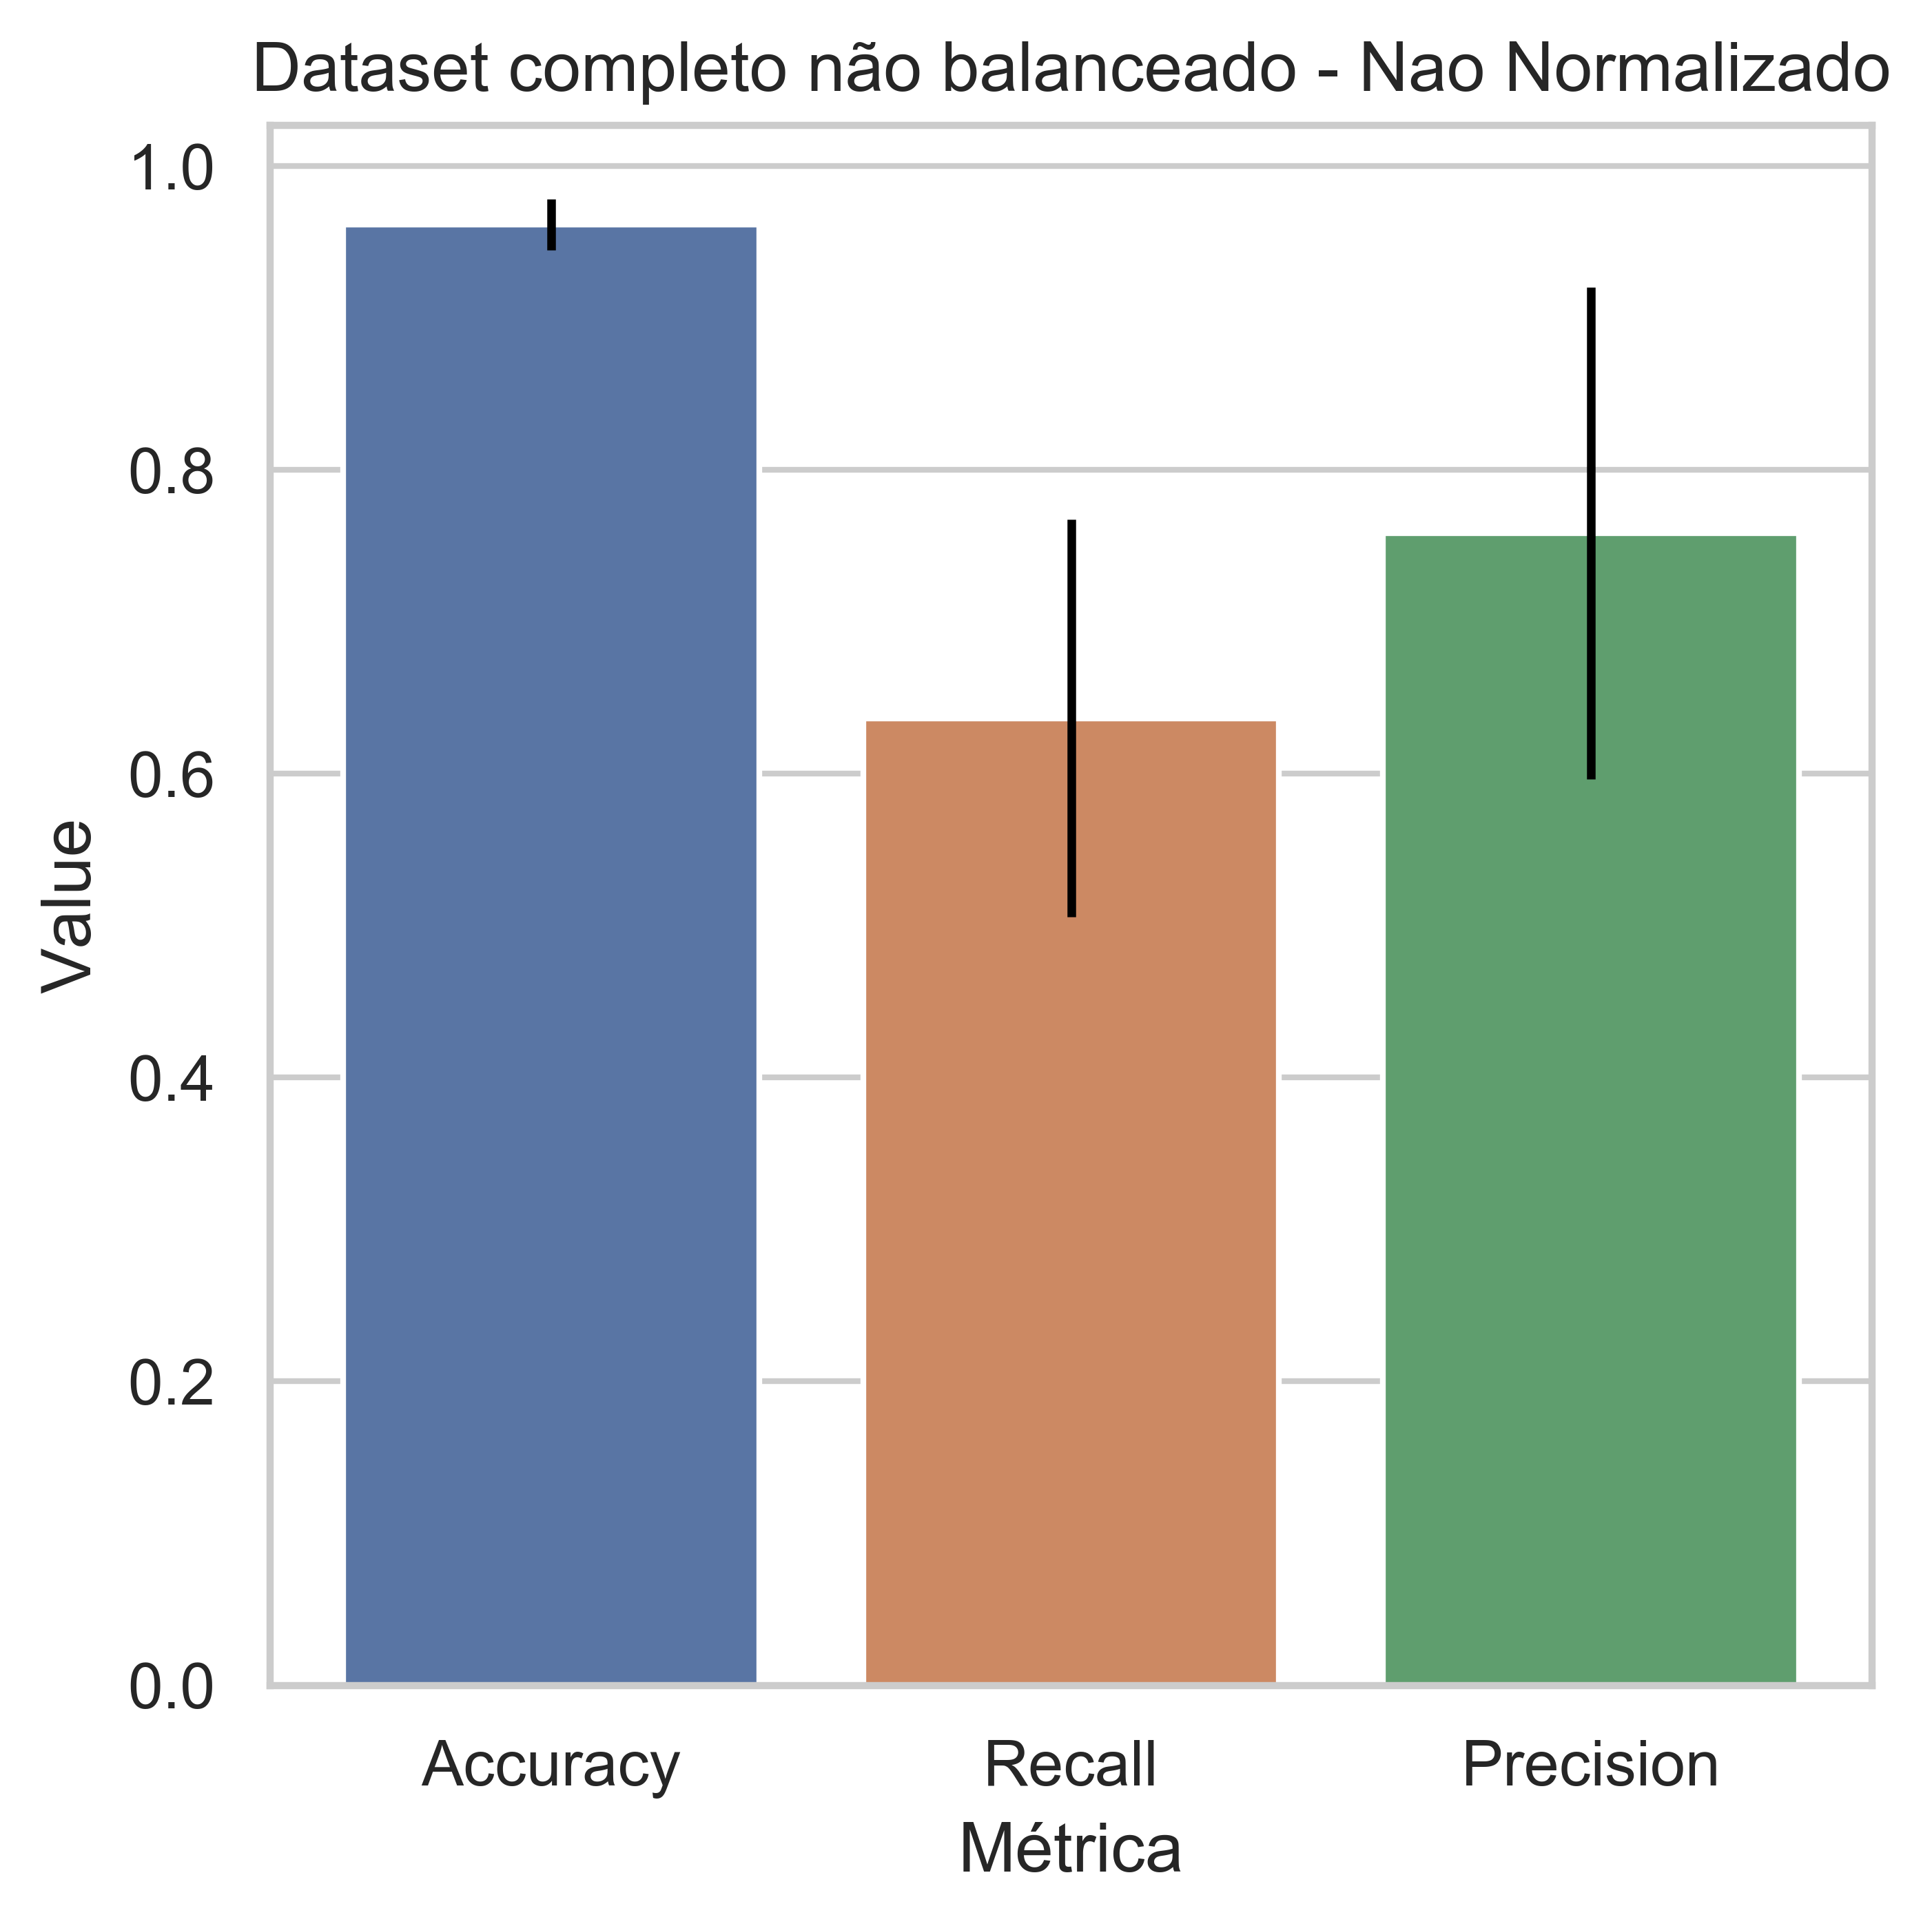 Dataset completo não balanceado - Nao Normalizado
1.0
0.8
0.6
0.4
0.2
0.0
Value
Accuracy Recall Precision
Métrica